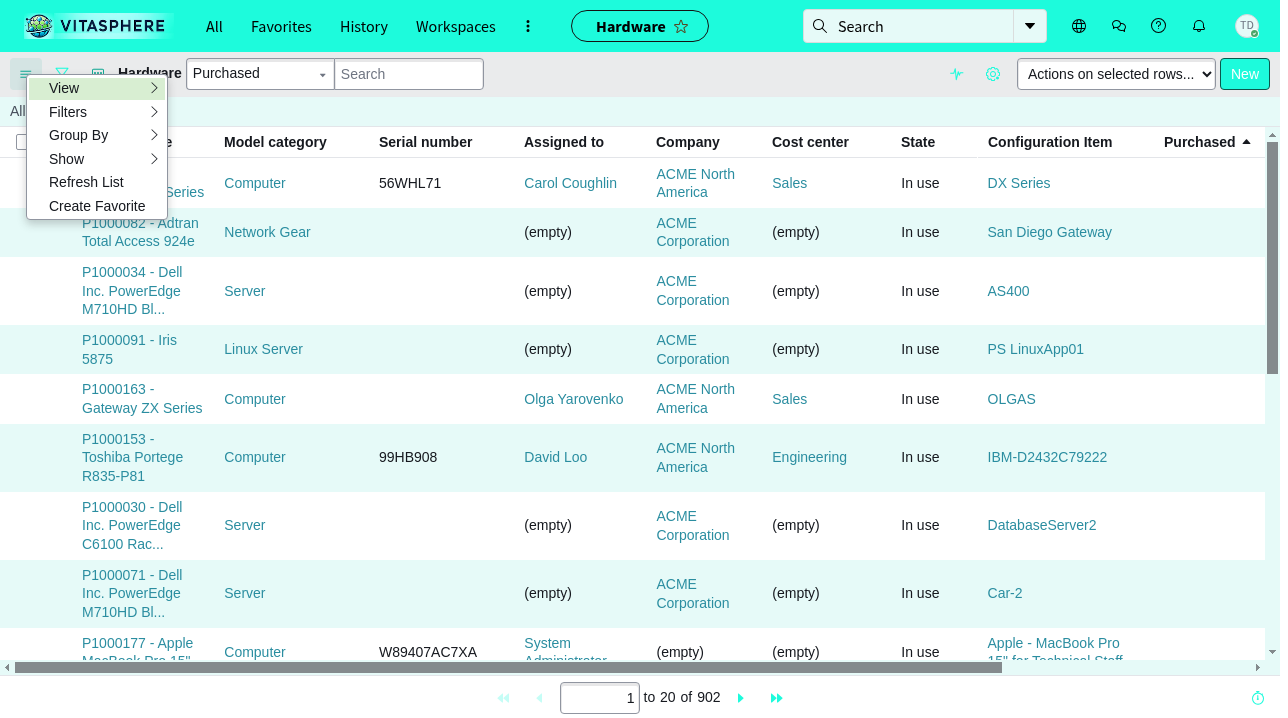 VITASPHERE
All
Favorites
History
Workspaces
Hardware
Search
TD
Hardware
Purchased
Search
Actions on selected rows...
New
All
View
Filters
Group By
Show
Refresh List
Create Favorite
Model category
Serial number
Assigned to
Company
Cost center
State
Configuration Item
Purchased
Series
Computer
56WHL71
Carol Coughlin
ACME North
America
Sales
In use
DX Series
P1000082 - Adtran
Total Access 924e
Network Gear
(empty)
ACME
Corporation
(empty)
In use
San Diego Gateway
P1000034 - Dell
Inc. PowerEdge
M710HD Bl...
Server
(empty)
ACME
Corporation
(empty)
In use
AS400
P1000091 - Iris
5875
Linux Server
(empty)
ACME
Corporation
(empty)
In use
PS LinuxApp01
P1000163 -
Gateway ZX Series
Computer
Olga Yarovenko
ACME North
America
Sales
In use
OLGAS
P1000153 -
Toshiba Portege
R835-P81
Computer
99HB908
David Loo
ACME North
America
Engineering
In use
IBM-D2432C79222
P1000030 - Dell
Inc. PowerEdge
C6100 Rac...
Server
(empty)
ACME
Corporation
(empty)
In use
DatabaseServer2
P1000071 - Dell
Inc. PowerEdge
M710HD Bl...
Server
(empty)
ACME
Corporation
(empty)
In use
Car-2
P1000177 - Apple
MacBook Pro 15"
Computer
W89407AC7XA
System
Administrator
(empty)
(empty)
In use
Apple - MacBook Pro
15" for Technical Staff
1 to 20 of 902